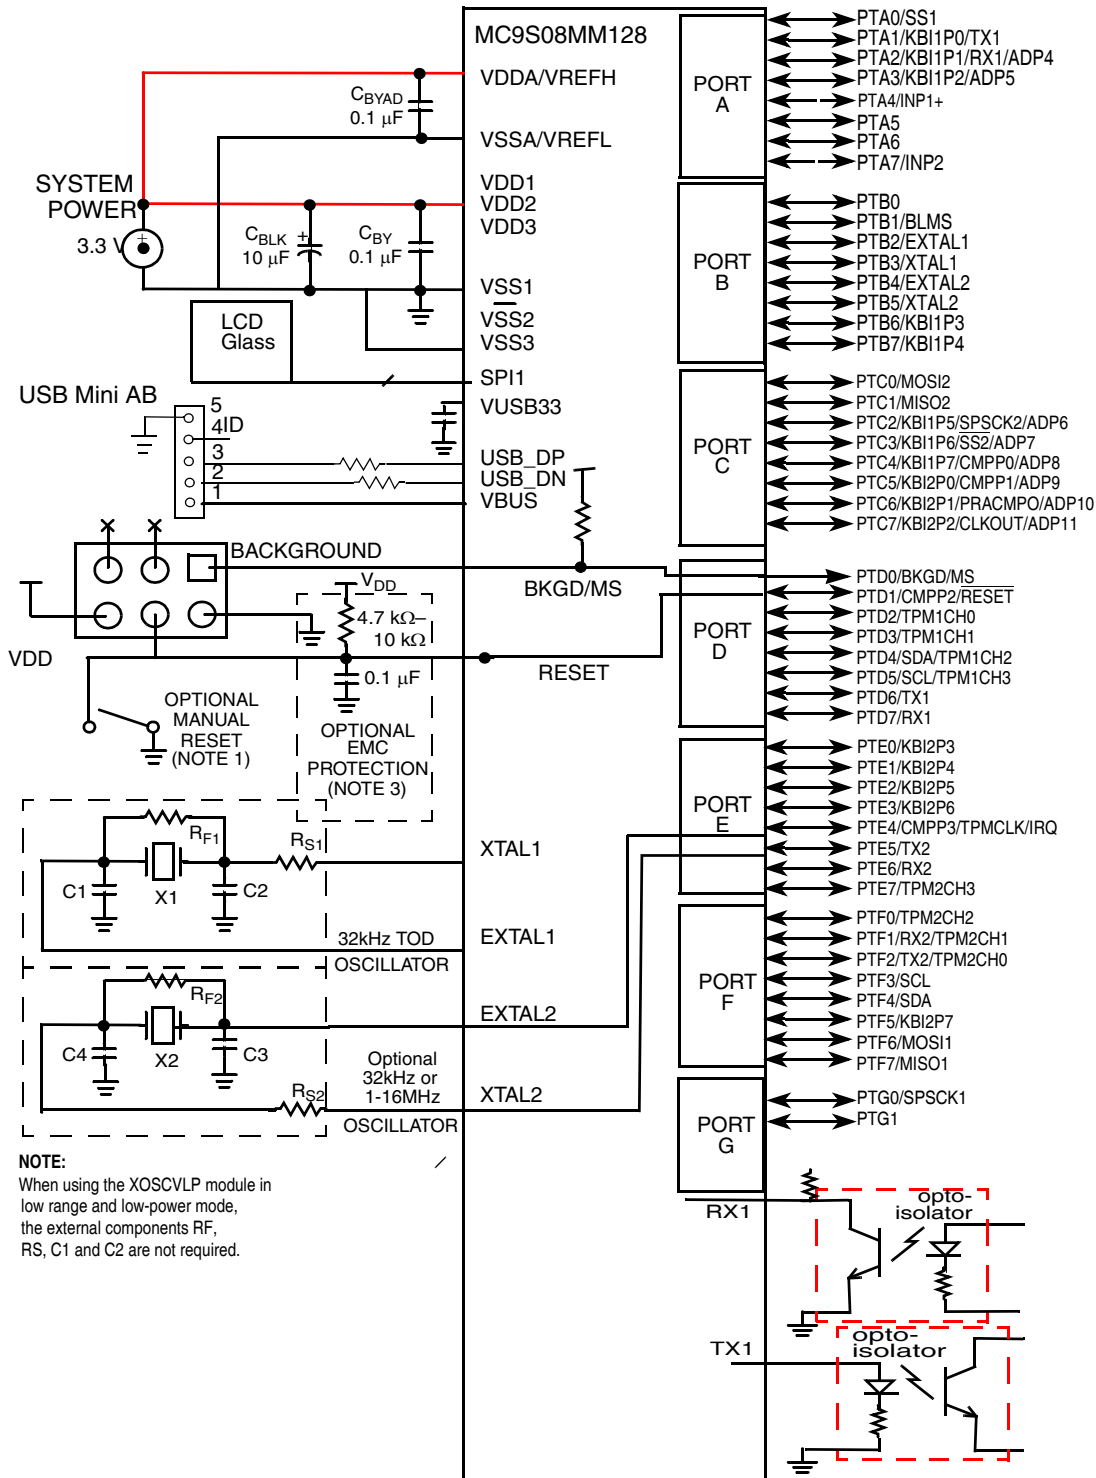 MC9S08MM128
VDDA/VREFH
CBYAD
0.1 μF
VSSA/VREFL
SYSTEM
POWER
3.3 V
+
VDD1
VDD2
VDD3
CBLK
+
10 μF
CBY
0.1 μF
VSS1
VSS2
VSS3
LCD
Glass
SPI1
USB Mini AB
VUSB33
5
4 ID
3
2
1
USB_DP
USB_DN
VBUS
BACKGROUND
BKGD/MS
VDD
VDD
4.7 kΩ–
10 kΩ
0.1 μF
RESET
OPTIONAL
MANUAL
RESET
(NOTE 1)
OPTIONAL
EMC
PROTECTION
(NOTE 3)
RF1
RS1
C1
X1
C2
XTAL1
EXTAL1
32kHz TOD
OSCILLATOR
RF2
C4
X2
C3
EXTAL2
Optional
32kHz or
1-16MHz
OSCILLATOR
RS2
XTAL2
NOTE:
When using the XOSCVLP module in
low range and low-power mode,
the external components RF,
RS, C1 and C2 are not required.
PORT
A
PTA0/SS1
PTA1/KBI1P0/TX1
PTA2/KBI1P1/RX1/ADP4
PTA3/KBI1P2/ADP5
PTA4/INP1+
PTA5
PTA6
PTA7/INP2
PORT
B
PTB0
PTB1/BLMS
PTB2/EXTAL1
PTB3/XTAL1
PTB4/EXTAL2
PTB5/XTAL2
PTB6/KBI1P3
PTB7/KBI1P4
PORT
C
PTC0/MOSI2
PTC1/MISO2
PTC2/KBI1P5/SPSCK2/ADP6
PTC3/KBI1P6/SS2/ADP7
PTC4/KBI1P7/CMPP0/ADP8
PTC5/KBI2P0/CMPP1/ADP9
PTC6/KBI2P1/PRACMPO/ADP10
PTC7/KBI2P2/CLKOUT/ADP11
PORT
D
PTD0/BKGD/MS
PTD1/CMPP2/RESET
PTD2/TPM1CH0
PTD3/TPM1CH1
PTD4/SDA/TPM1CH2
PTD5/SCL/TPM1CH3
PTD6/TX1
PTD7/RX1
PORT
E
PTE0/KBI2P3
PTE1/KBI2P4
PTE2/KBI2P5
PTE3/KBI2P6
PTE4/CMPP3/TPMCLK/IRQ
PTE5/TX2
PTE6/RX2
PTE7/TPM2CH3
PORT
F
PTF0/TPM2CH2
PTF1/RX2/TPM2CH1
PTF2/TX2/TPM2CH0
PTF3/SCL
PTF4/SDA
PTF5/KBI2P7
PTF6/MOSI1
PTF7/MISO1
PORT
G
PTG0/SPSCK1
PTG1
RX1
opto-
isolator
TX1
opto-
isolator